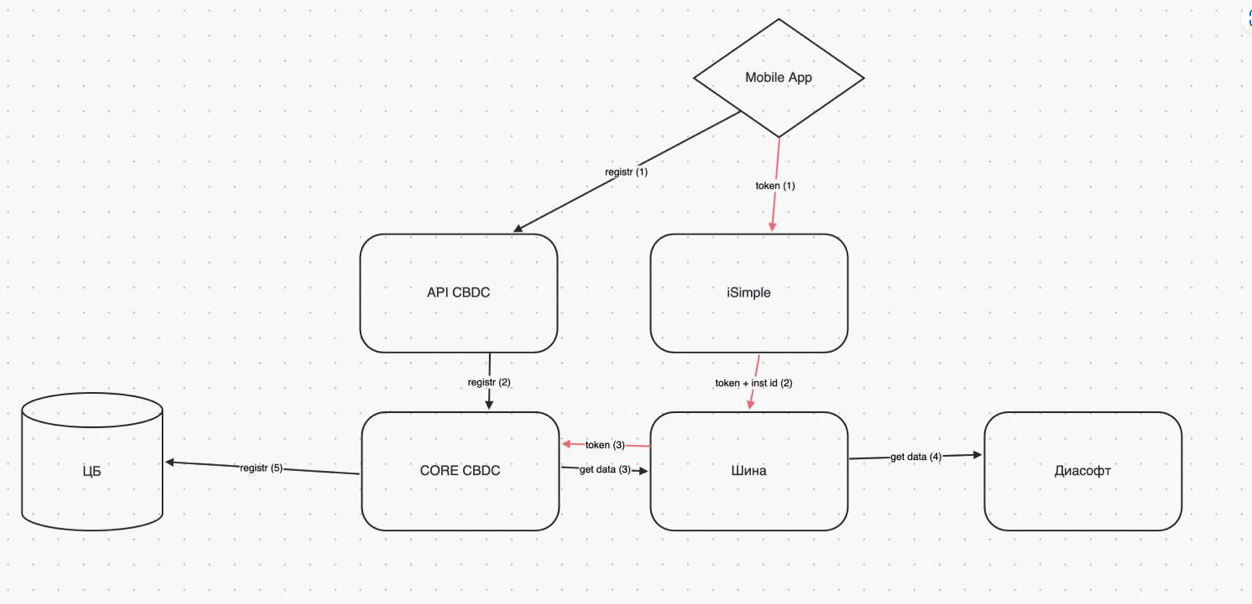 Mobile App
registr (1)
token (1)
API CBDC
iSimple
registr (2)
token + inst id (2)
ЦБ
registr (5)
CORE CBDC
token (3)
get data (3)
Шина
get data (4)
Диасофт